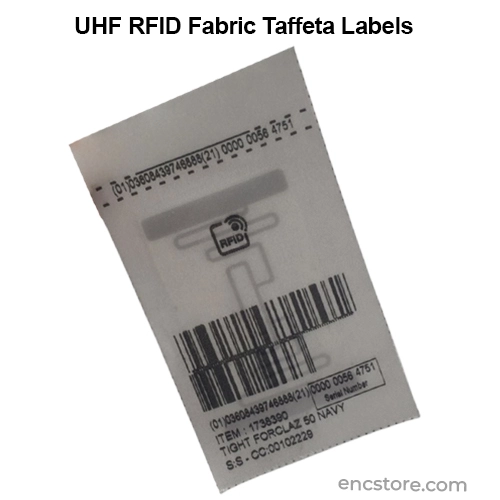 UHF RFID Fabric Taffeta Labels
(01)03608439746888(21) 0000 0056 4751
RFID
(01)03608439746888(21) 0000 0056 4751
Serial Number
ITEM : 1736390
TIGHT FORCLAZ 50 NAVY
S:S - CC:00102229
encstore.com